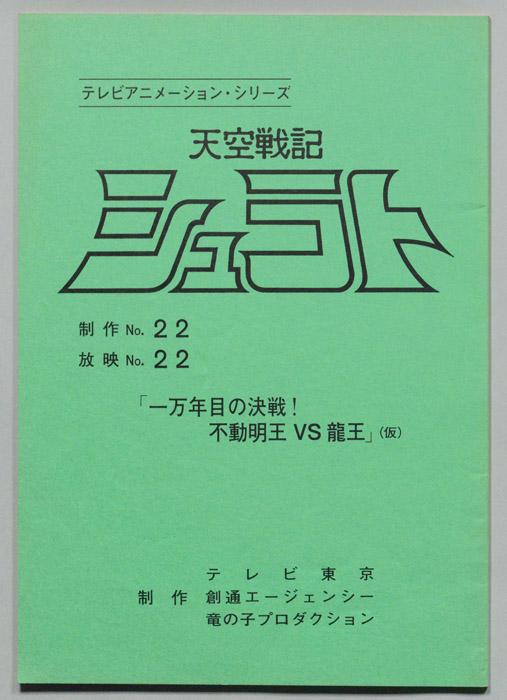 テレビアニメーション・シリーズ
天空戦記
シュラト
制作 No. 22
放映 No. 22
「一万年目の決戦!
不動明王 VS 龍王」(仮)
テレビ東京
制作 創通エージェンシー
竜の子プロダクション